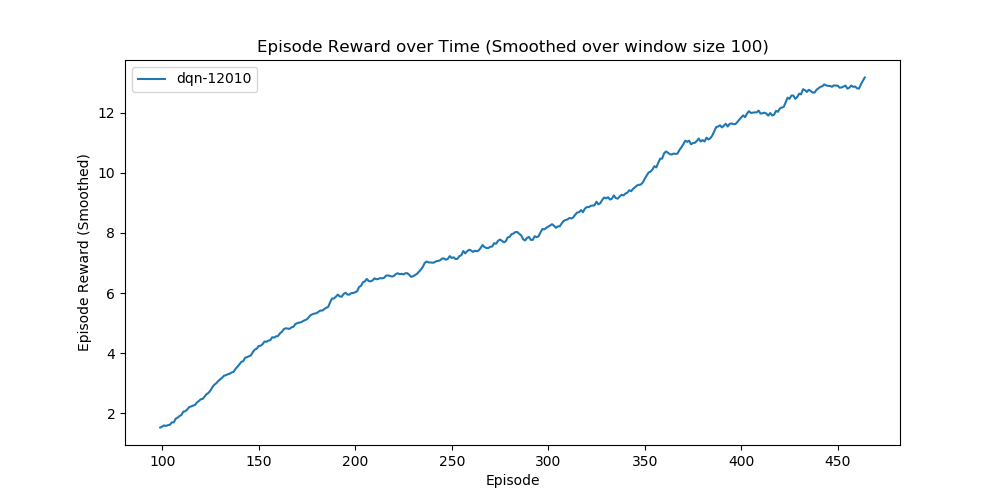 Episode Reward over Time (Smoothed over window size 100)
dqn-12010
Episode Reward (Smoothed)
12
10
8
6
4
2
100 150 200 250 300 350 400 450
Episode